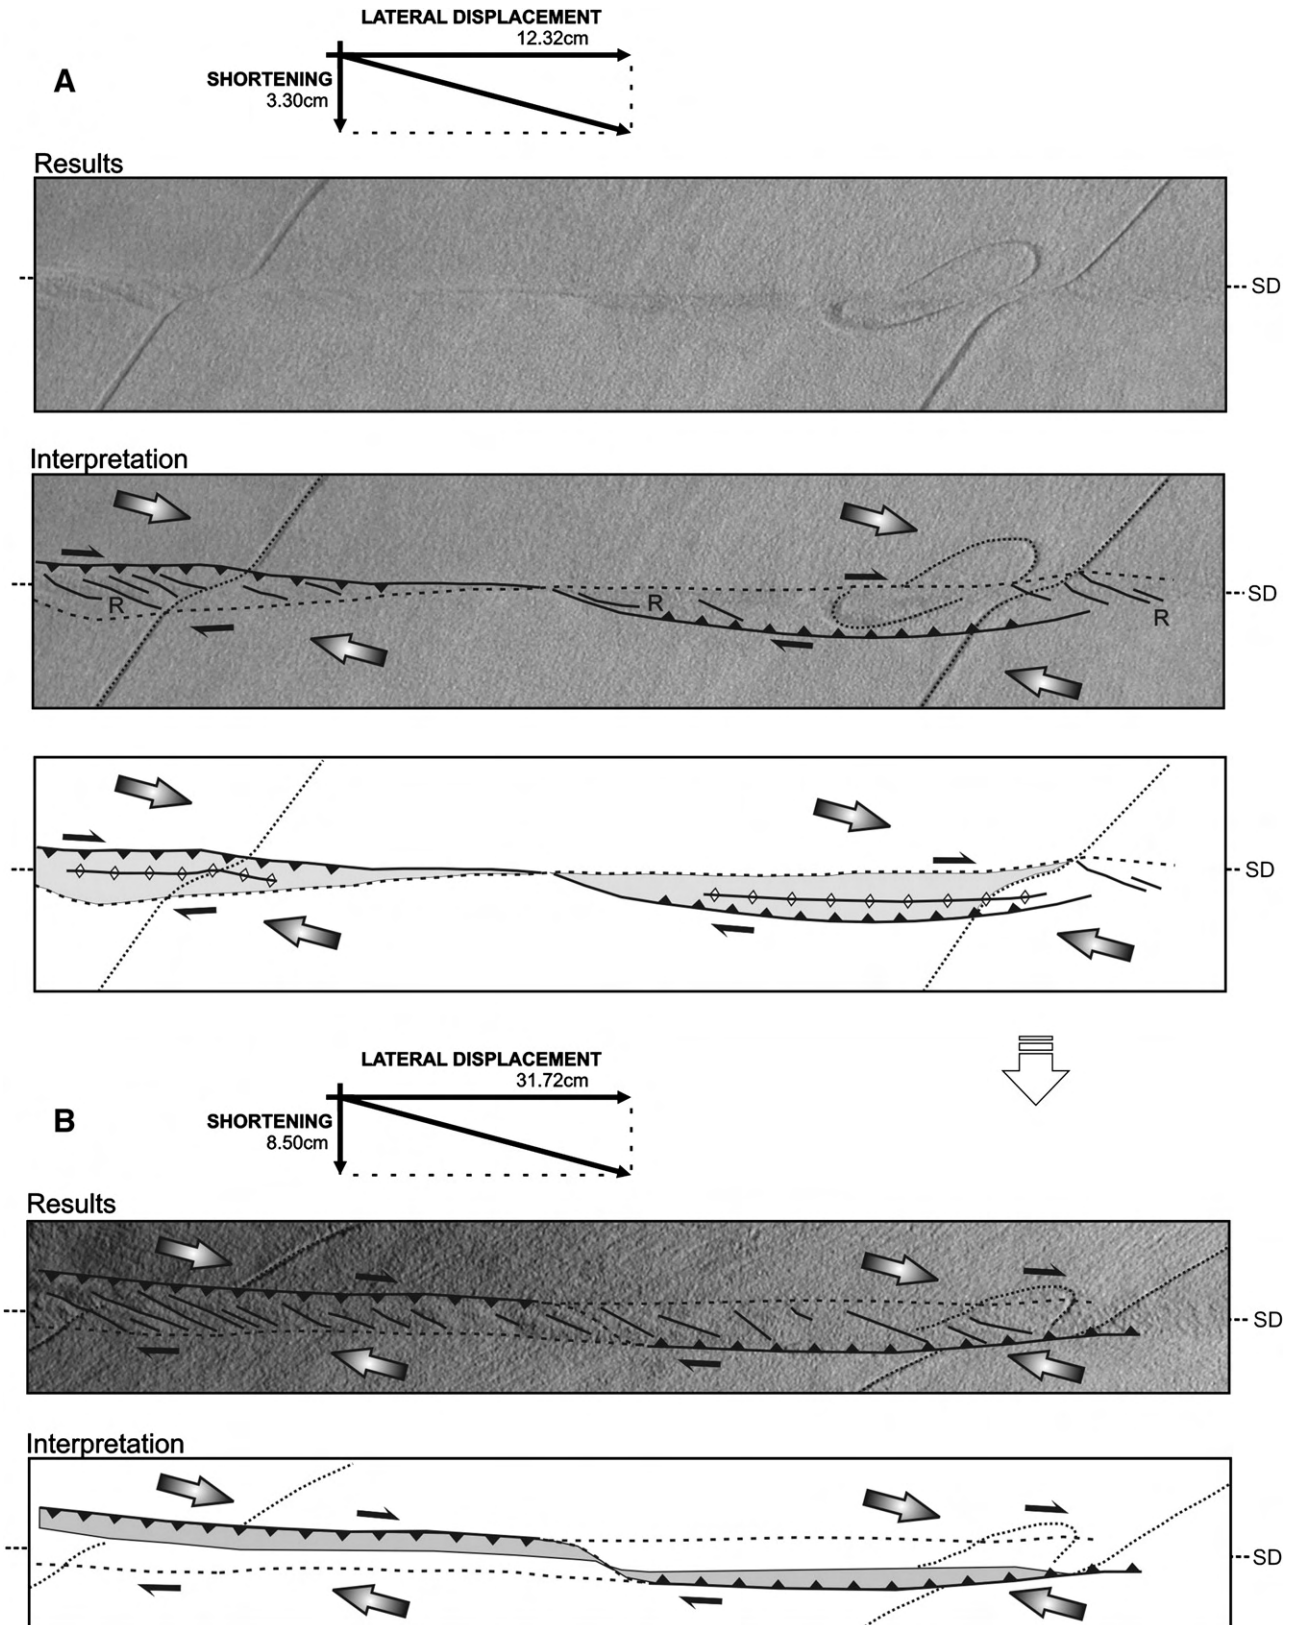 LATERAL DISPLACEMENT
12.32cm
A
SHORTENING
3.30cm
Results
SD
Interpretation
R
R
R
SD
SD
LATERAL DISPLACEMENT
31.72cm
B
SHORTENING
8.50cm
Results
SD
Interpretation
SD